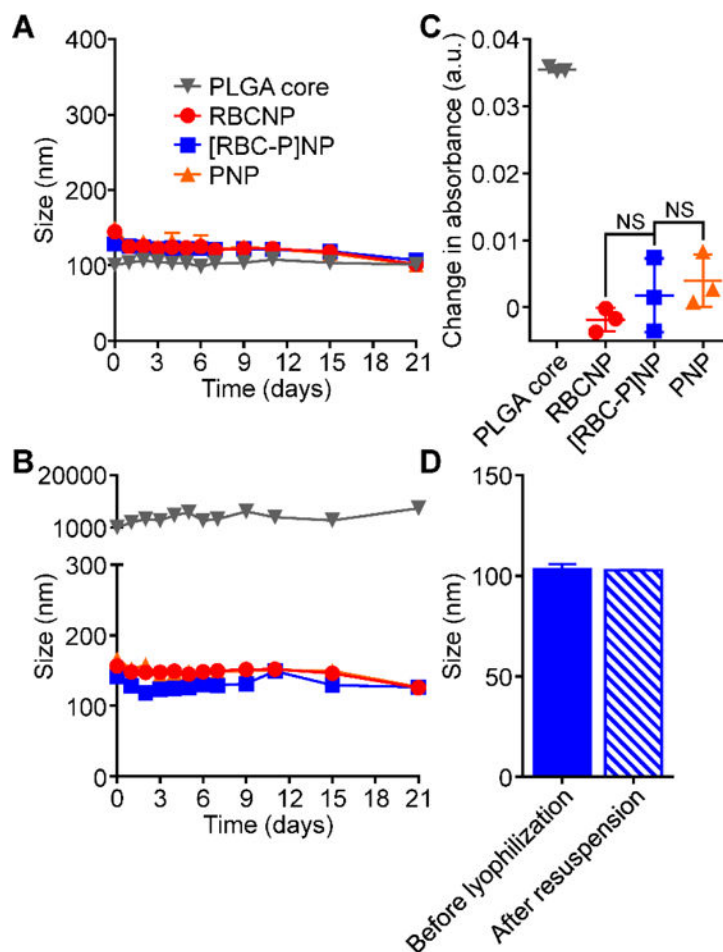 A
400
300
200
100
0
Size (nm)
PLGA core
RBCNP
[RBC-P]NP
PNP
0 3 6 9 12 15 18 21
Time (days)
C
0.04
0.036
0.01
0.007
0
Change in absorbance (a.u.)
NS NS
PLGA core
RBCNP
[RBC-P]NP
PNP
B
20000
1000
300
200
150
100
0
Size (nm)
0 3 6 9 12 15 18 21
Time (days)
D
150
100
50
0
Size (nm)
Before lyophilization
After resuspension